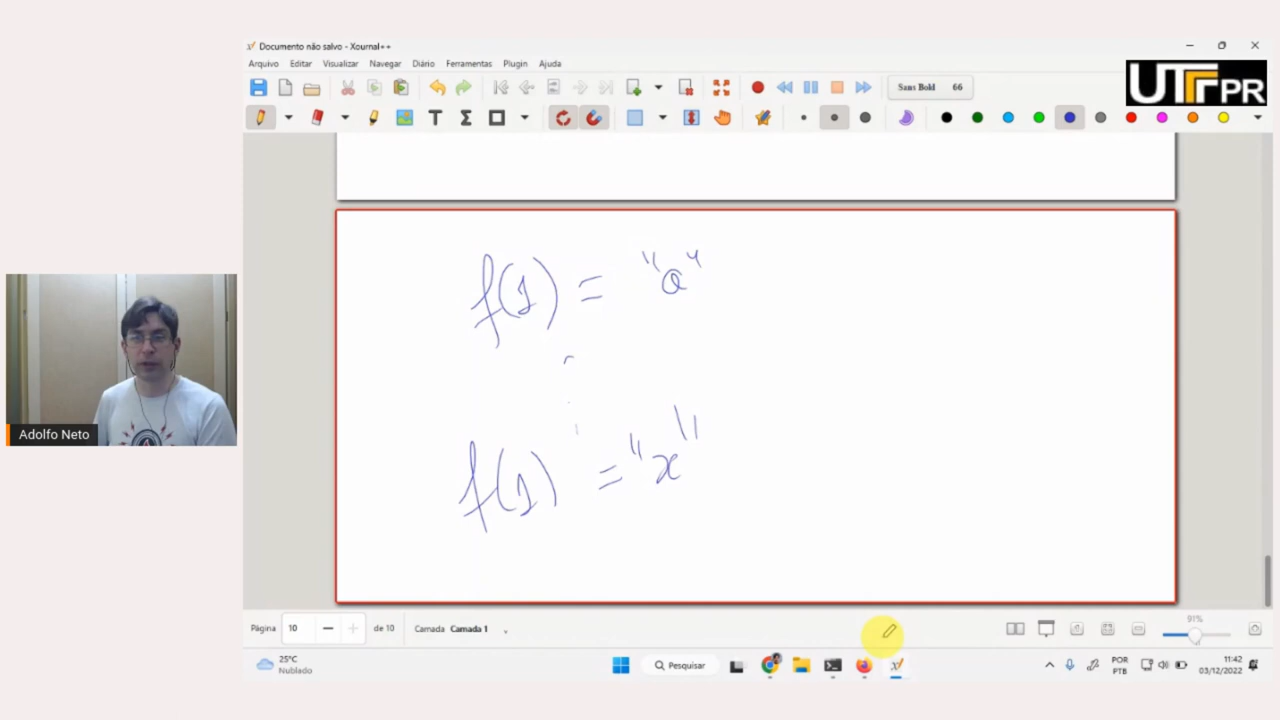 Documento não salvo - Xournal++
Arquivo Editar Visualizar Navegar Diário Ferramentas Plugin Ajuda
Sans Bold 66
UTFPR
f(1) = "a"
f(1) = "x"
Adolfo Neto
Página 10 de 10 Camada Camada 1 91%
25°C
Nublado
Pesquisar
POR
PTB
11:42
03/12/2022